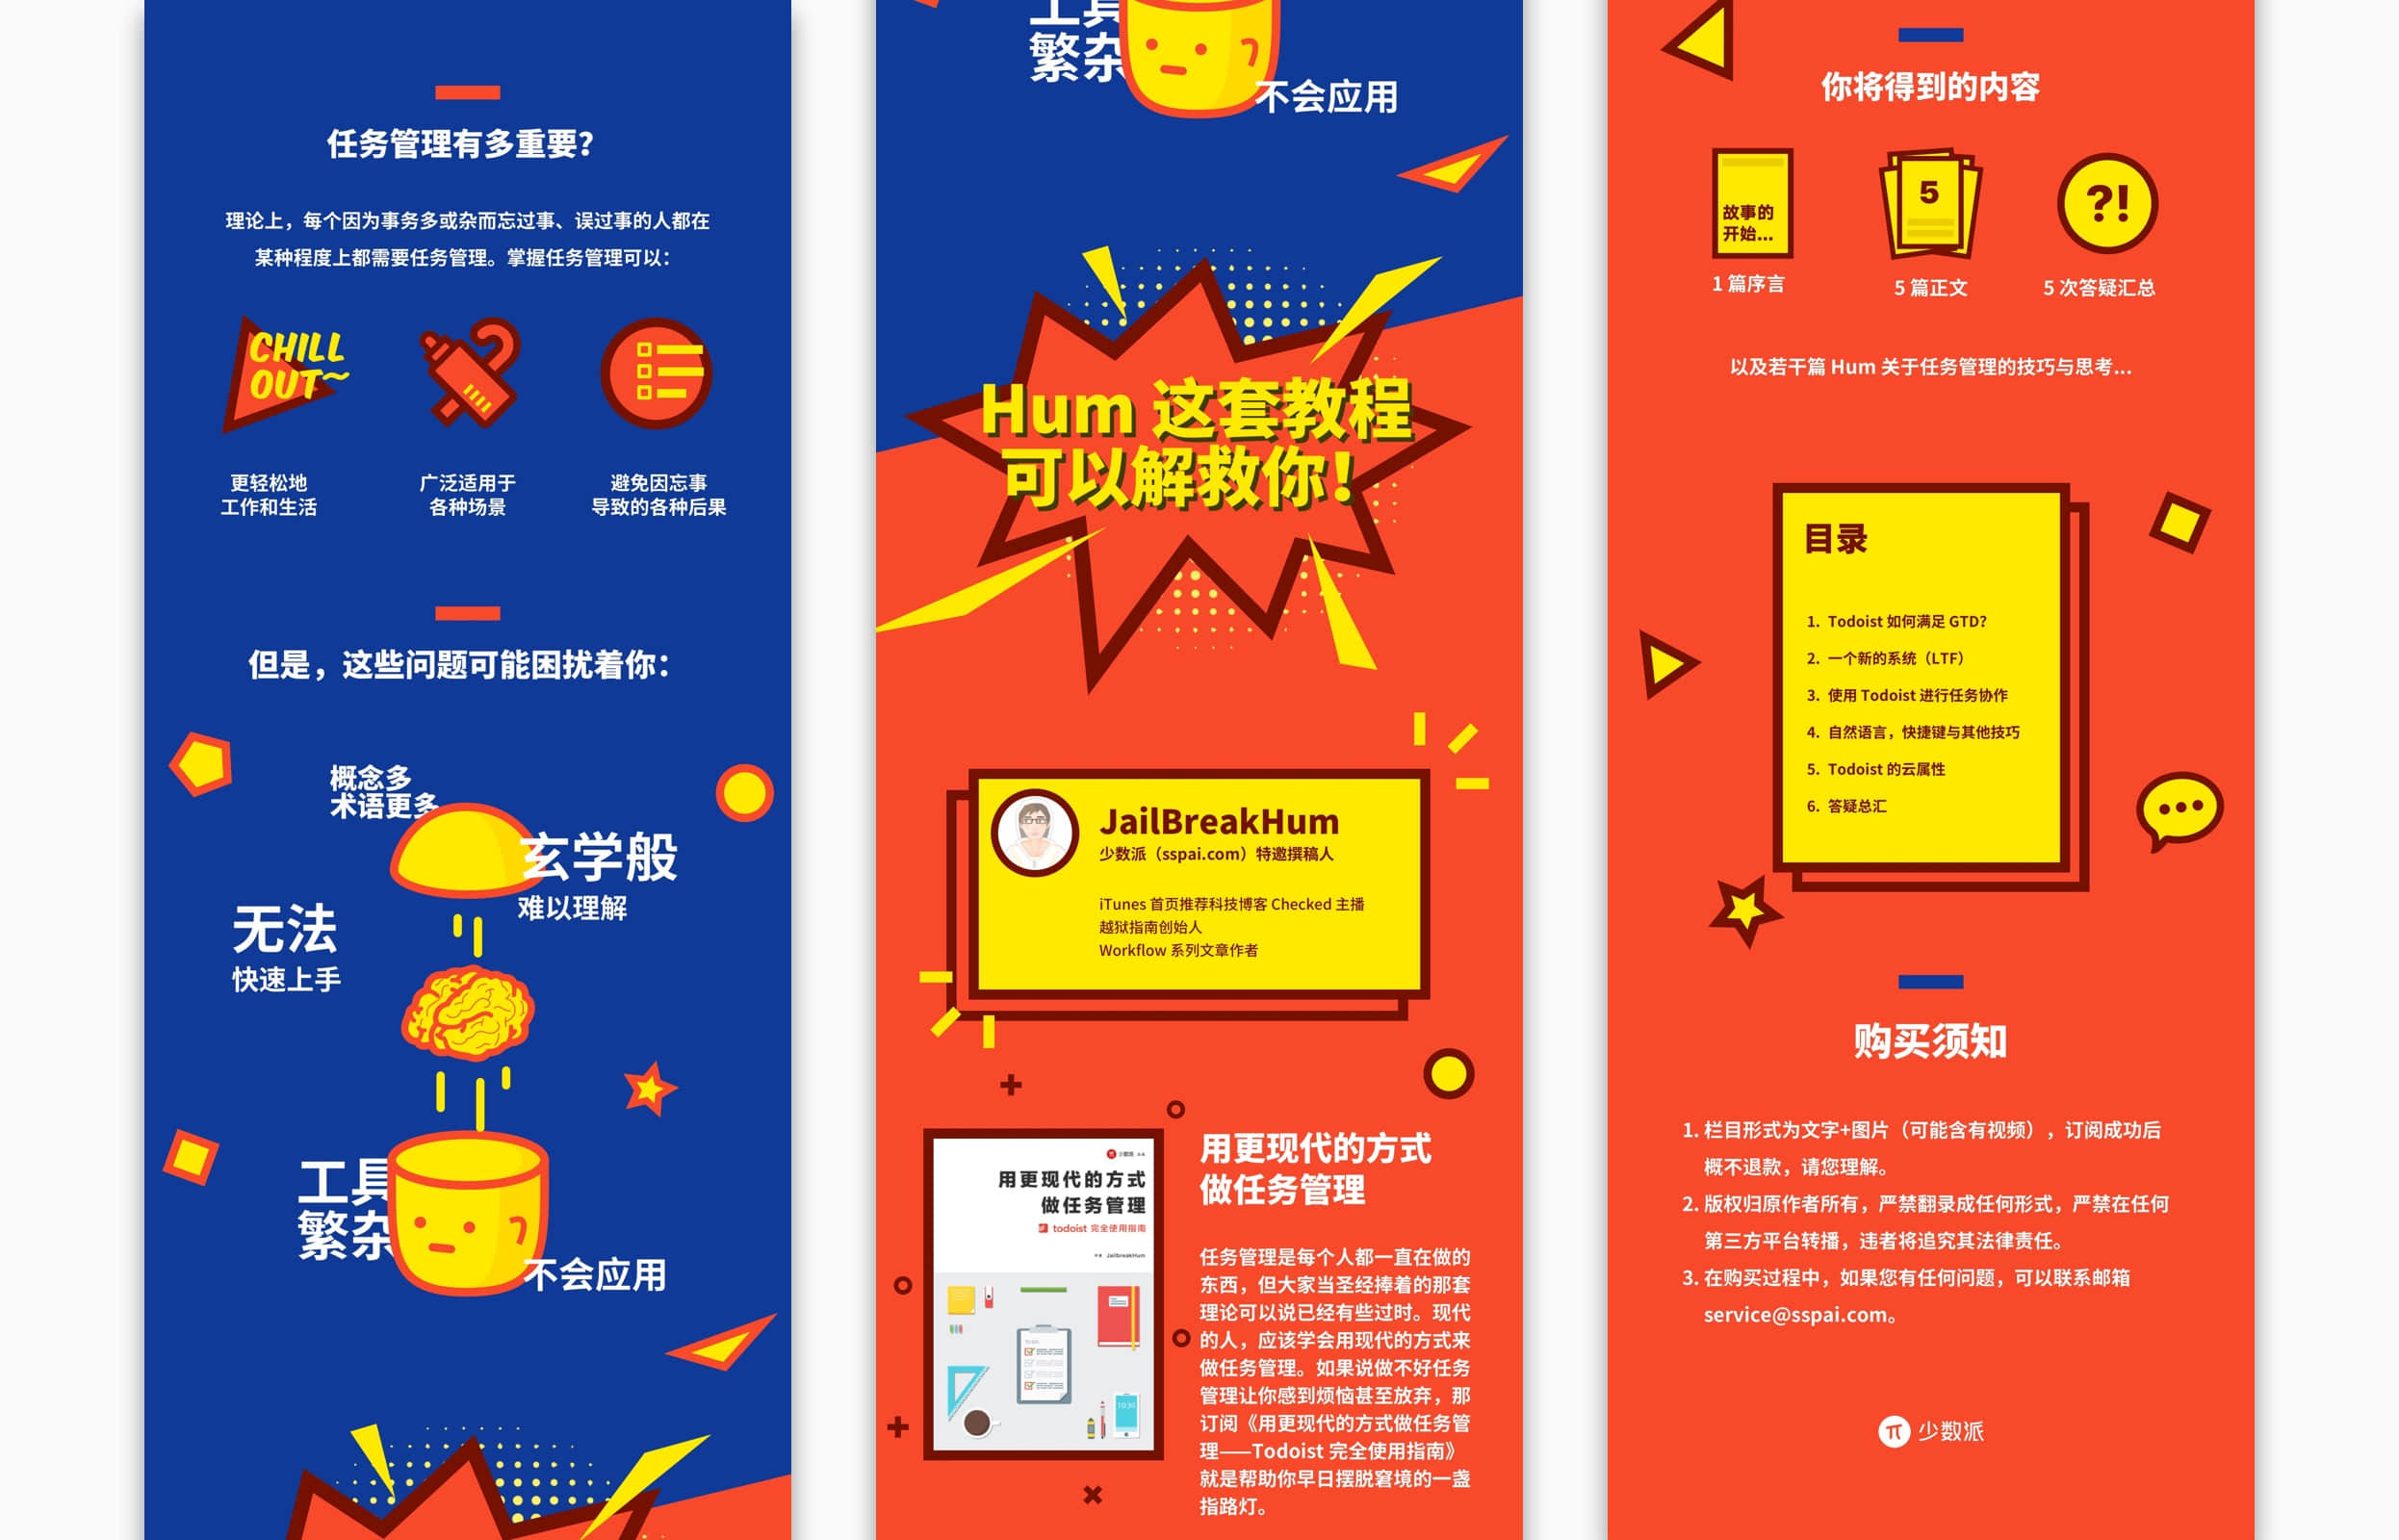 任务管理有多重要？
理论上，每个因为事务多或杂而忘过事、误过事的人都在
某种程度上都需要任务管理。掌握任务管理可以：
CHILL
OUT~
更轻松地
工作和生活
广泛适用于
各种场景
避免因忘事
导致的各种后果
但是，这些问题可能困扰着你：
概念多
术语更多
玄学般
难以理解
无法
快速上手
工具
繁杂
不会应用
工具
繁杂
不会应用
Hum 这套教程
可以解救你！
JailBreakHum
少数派（sspai.com）特邀撰稿人
iTunes 首页推荐科技博客 Checked 主播
越狱指南创始人
Workflow 系列文章作者
少数派
用更现代的方式
做任务管理
todoist 完全使用指南
JailbreakHum
10:30
用更现代的方式
做任务管理
任务管理是每个人都一直在做的
东西，但大家当圣经捧着的那套
理论可以说已经有些过时。现代
的人，应该学会用现代的方式来
做任务管理。如果说做不好任务
管理让你感到烦恼甚至放弃，那
订阅《用更现代的方式做任务管
理——Todoist 完全使用指南》
就是帮助你早日摆脱窘境的一盏
指路灯。
你将得到的内容
故事的
开始...
1 篇序言
5
5 篇正文
?!
5 次答疑汇总
以及若干篇 Hum 关于任务管理的技巧与思考...
目录
1. Todoist 如何满足 GTD？
2. 一个新的系统（LTF）
3. 使用 Todoist 进行任务协作
4. 自然语言，快捷键与其他技巧
5. Todoist 的云属性
6. 答疑总汇
购买须知
1. 栏目形式为文字+图片（可能含有视频），订阅成功后
概不退款，请您理解。
2. 版权归原作者所有，严禁翻录成任何形式，严禁在任何
第三方平台转播，违者将追究其法律责任。
3. 在购买过程中，如果您有任何问题，可以联系邮箱
service@sspai.com。
少数派